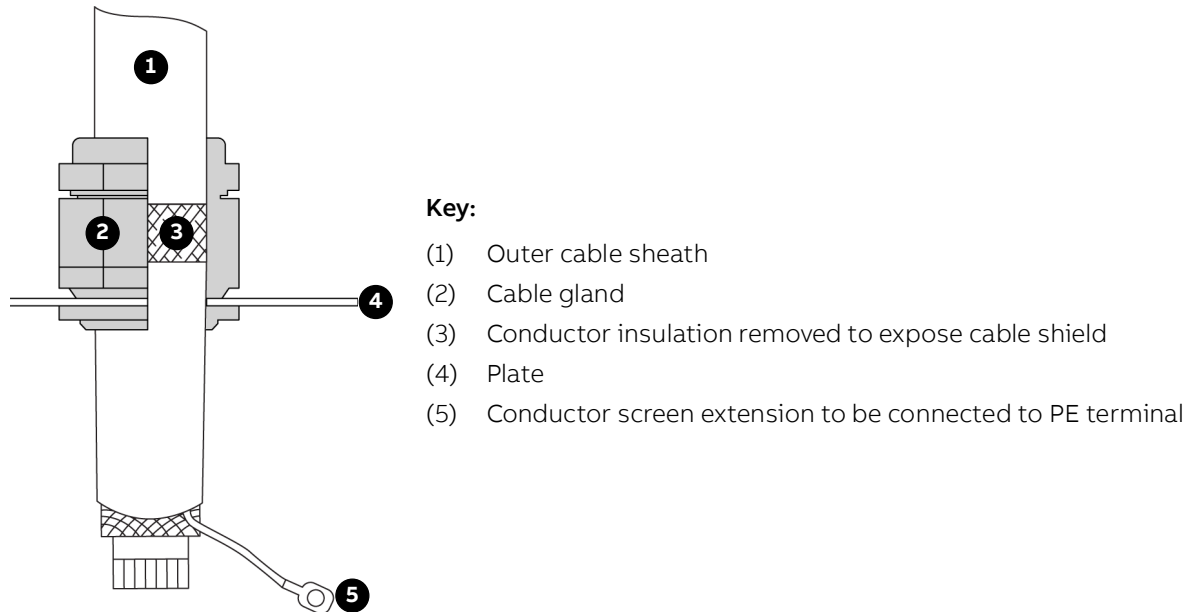 1
2
3
4
5
Key:
(1) Outer cable sheath
(2) Cable gland
(3) Conductor insulation removed to expose cable shield
(4) Plate
(5) Conductor screen extension to be connected to PE terminal